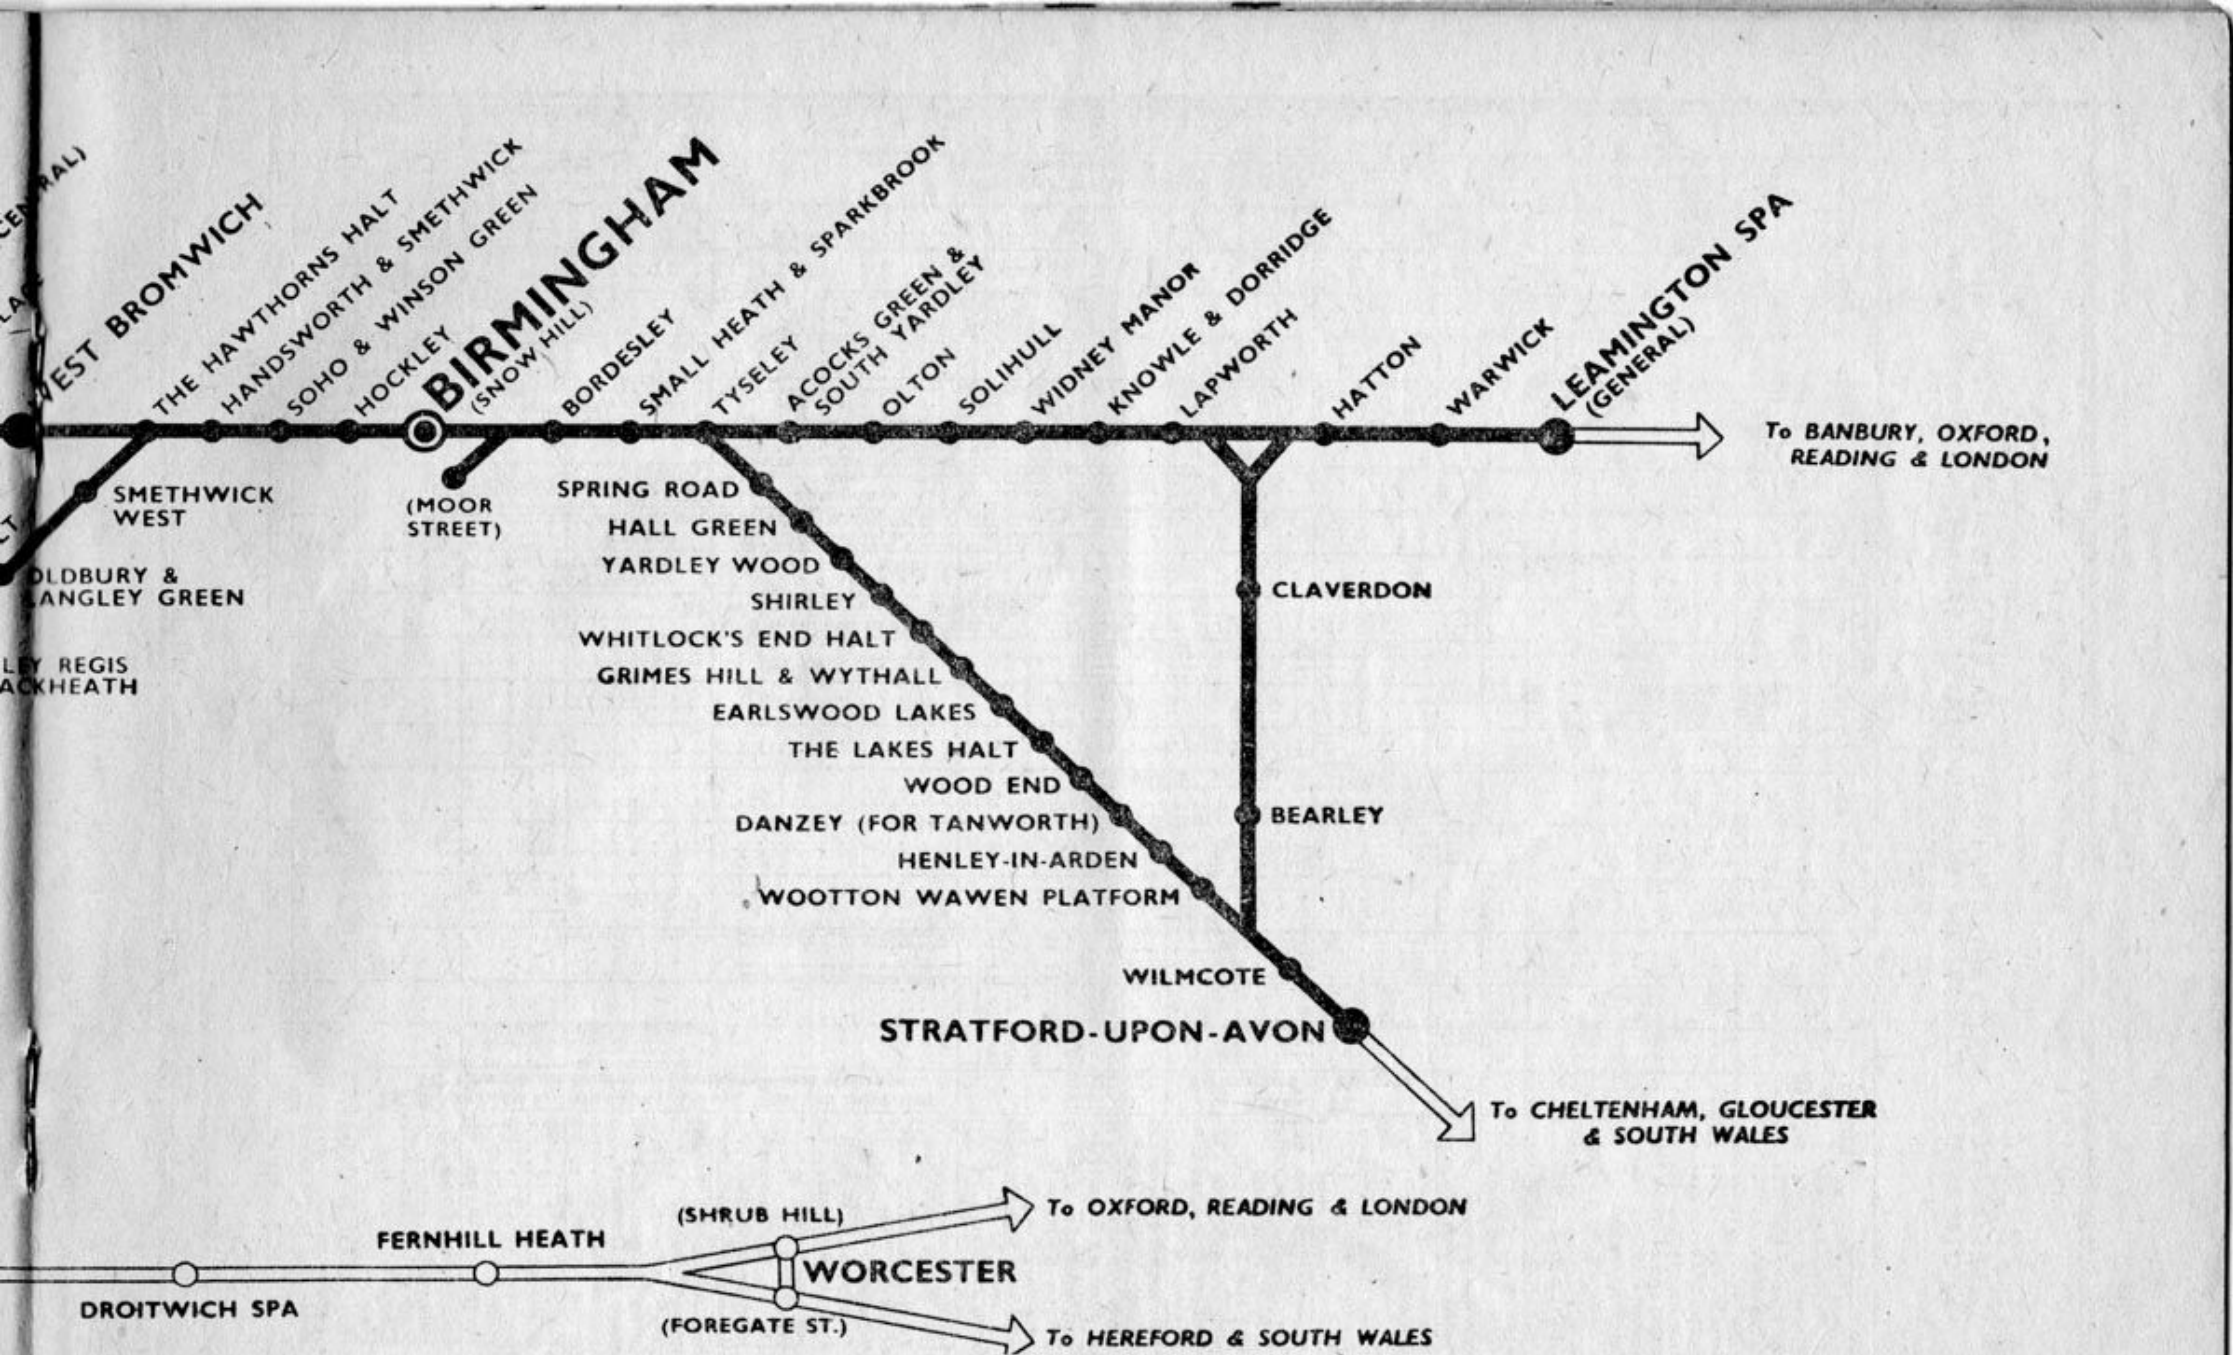 WEST BROMWICH
THE HAWTHORNS HALT
HANDSWORTH & SMETHWICK
SOHO & WINSON GREEN
HOCKLEY
BIRMINGHAM
(SNOW HILL)
BORDESLEY
SMALL HEATH & SPARKBROOK
TYSELEY
ACOCKS GREEN &
SOUTH YARDLEY
OLTON
SOLIHULL
WIDNEY MANOR
KNOWLE & DORRIDGE
LAPWORTH
HATTON
WARWICK
LEAMINGTON SPA
(GENERAL)
To BANBURY, OXFORD,
READING & LONDON
SMETHWICK
WEST
(MOOR
STREET)
OLDBURY &
LANGLEY GREEN
LEY REGIS
ACKHEATH
SPRING ROAD
HALL GREEN
YARDLEY WOOD
SHIRLEY
WHITLOCK'S END HALT
GRIMES HILL & WYTHALL
EARLSWOOD LAKES
THE LAKES HALT
WOOD END
DANZEY (FOR TANWORTH)
HENLEY-IN-ARDEN
WOOTTON WAWEN PLATFORM
CLAVERDON
BEARLEY
WILMCOTE
STRATFORD-UPON-AVON
To CHELTENHAM, GLOUCESTER
& SOUTH WALES
DROITWICH SPA
FERNHILL HEATH
(SHRUB HILL)
WORCESTER
(FOREGATE ST.)
To OXFORD, READING & LONDON
To HEREFORD & SOUTH WALES